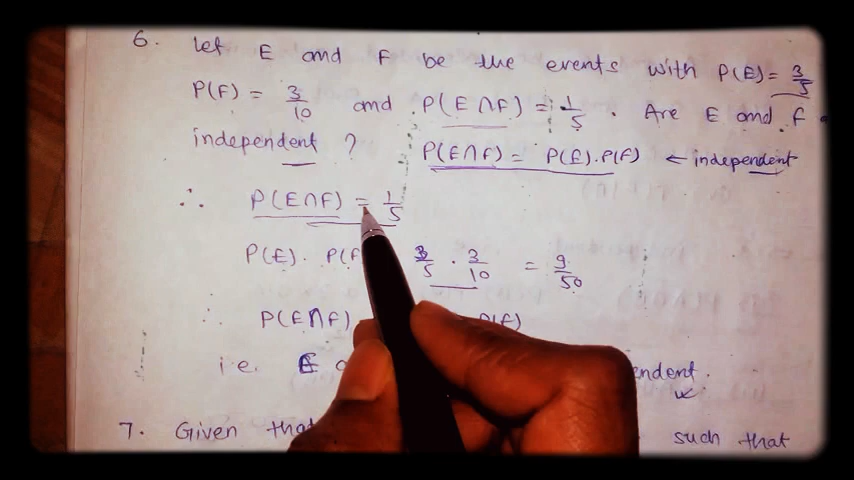 6. Let E and F be the events with P(E) = 3/5
P(F) = 3/10 and P(E∩F) = 1/5 . Are E and F
independent ? P(E∩F) = P(E).P(F) ← independent
∴ P(E∩F) = 1/5
P(E). P(F 3/5 . 3/10 = 9/50
∴ P(E∩F) P(F)
i.e. E
7. Given that such that